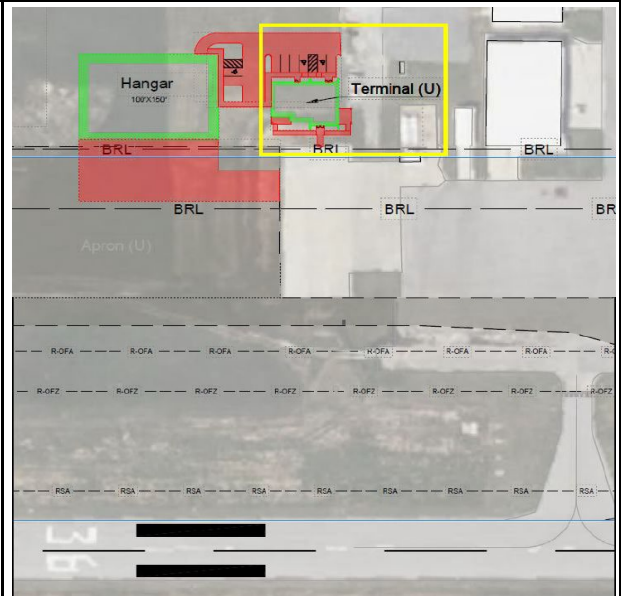 Hangar
100'X150'
Terminal (U)
BRL BRL BRL
BRL BRL BR
Apron (U)
R-OFA R-OFA R-OFA R-OFA R-OFA R-OFA R-OFA
R-OFZ R-OFZ R-OFZ R-OFZ R-OFZ R-OFZ R-OFZ R-OFZ
RSA RSA RSA RSA RSA RSA RSA RSA RSA